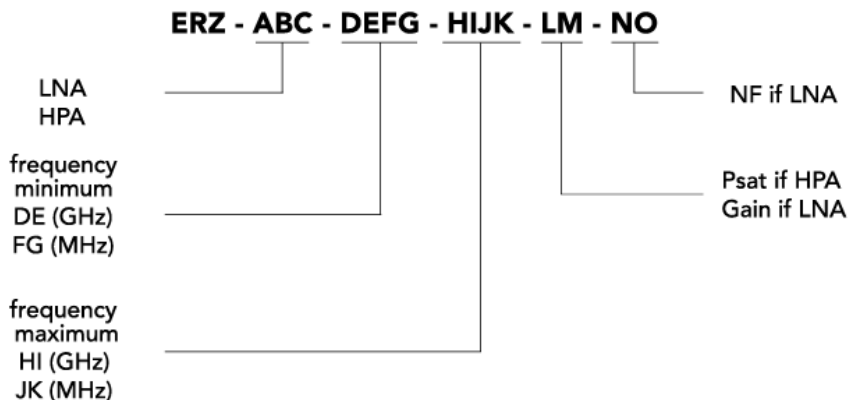 ERZ - ABC - DEFG - HIJK - LM - NO
LNA
HPA
frequency
minimum
DE (GHz)
FG (MHz)
frequency
maximum
HI (GHz)
JK (MHz)
NF if LNA
Psat if HPA
Gain if LNA